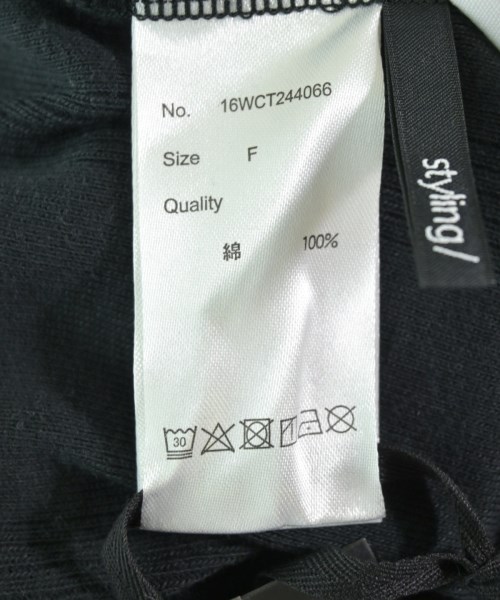 No. 16WCT244066
Size F
Quality
綿 100%
30
styling/